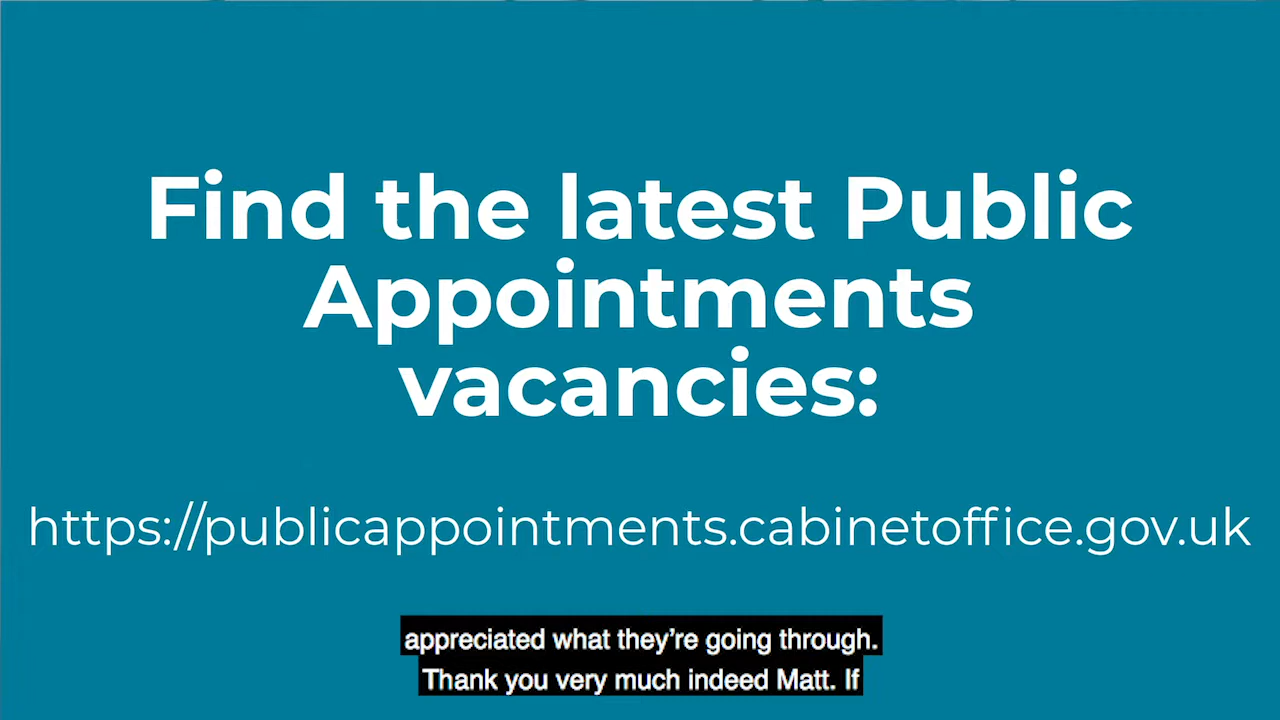 Find the latest Public
Appointments
vacancies:
https://publicappointments.cabinetoffice.gov.uk
appreciated what they’re going through.
Thank you very much indeed Matt. If